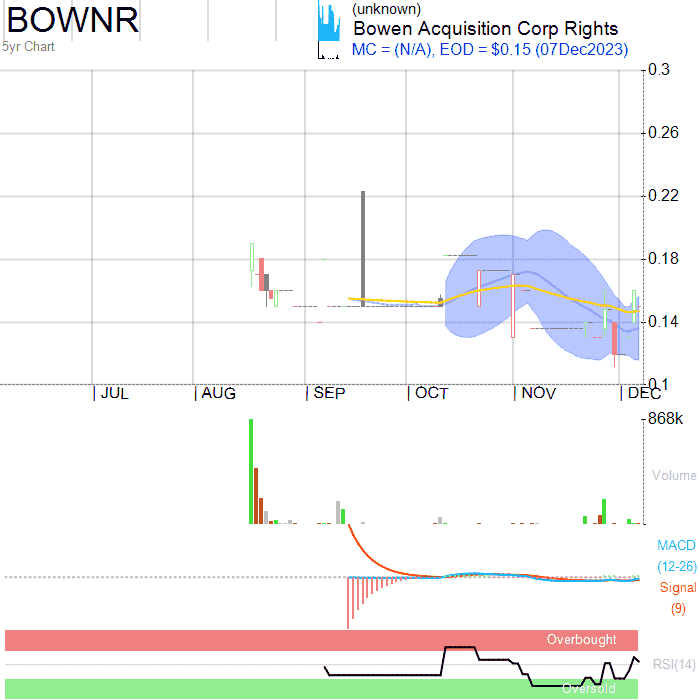 BOWNR
5yr Chart
(unknown)
Bowen Acquisition Corp Rights
MC = (N/A), EOD = $0.15 (07Dec2023)
0.3
0.26
0.22
0.18
0.14
0.1
JUL AUG SEP OCT NOV DEC
868k
Volume
MACD
(12-26)
Signal
(9)
Overbought
RSI(14)
Oversold